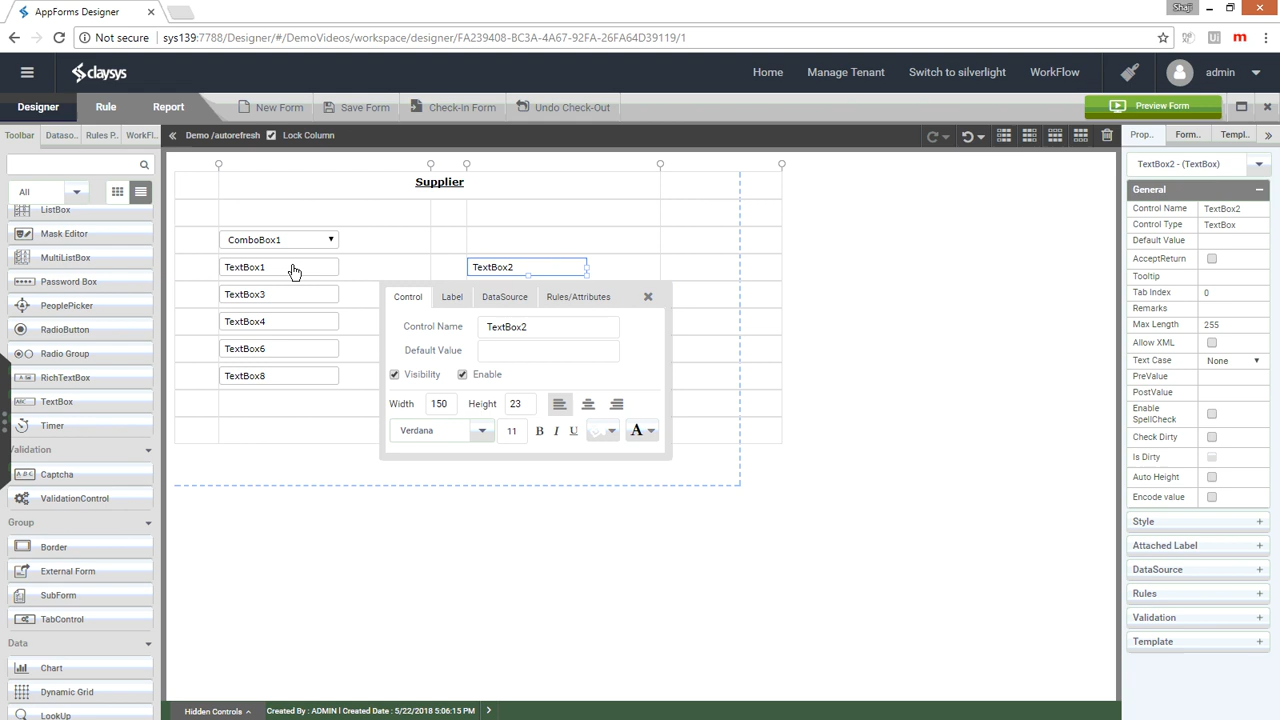 AppForms Designer
Shaji
Not secure sys139:7788/Designer/#/DemoVideos/workspace/designer/FA239408-BC3A-4A67-92FA-26FA64D39119/1
claysys
Home Manage Tenant Switch to silverlight WorkFlow admin
Designer Rule Report New Form Save Form Check-In Form Undo Check-Out Preview Form
Toolbar Dataso.. Rules P.. WorkFl.. Demo /autorefresh Lock Column Prop.. Form.. Templ..
All
ListBox
Mask Editor
MultiListBox
Password Box
PeoplePicker
RadioButton
Radio Group
RichTextBox
TextBox
Timer
Validation
Captcha
ValidationControl
Group
Border
External Form
SubForm
TabControl
Data
Chart
Dynamic Grid
LookUp
Supplier
ComboBox1
TextBox1 TextBox2
TextBox3
TextBox4
TextBox6
TextBox8
Control Label DataSource Rules/Attributes
Control Name TextBox2
Default Value
Visibility Enable
Width 150 Height 23
Verdana 11 B I U A
TextBox2 - (TextBox)
General
Control Name TextBox2
Control Type TextBox
Default Value
AcceptReturn
Tooltip
Tab Index 0
Remarks
Max Length 255
Allow XML
Text Case None
PreValue
PostValue
Enable
SpellCheck
Check Dirty
Is Dirty
Auto Height
Encode value
Style
Attached Label
DataSource
Rules
Validation
Template
Hidden Controls Created By : ADMIN | Created Date : 5/22/2018 5:06:15 PM